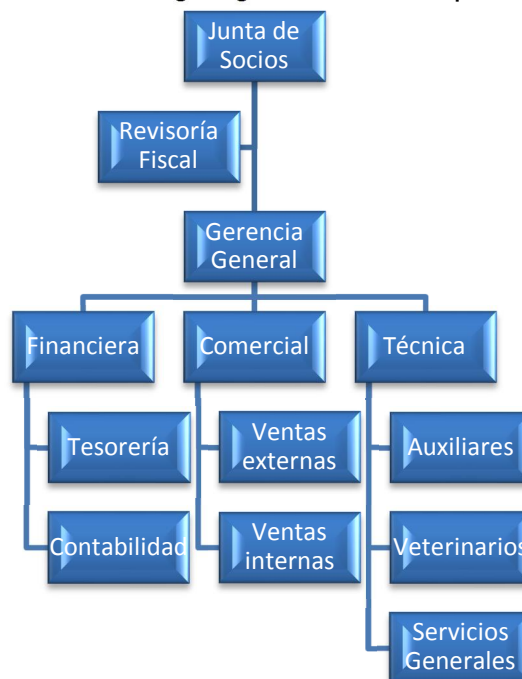 Junta de
Socios
Revisoría
Fiscal
Gerencia
General
Financiera
Comercial
Técnica
Tesorería
Ventas
externas
Auxiliares
Contabilidad
Ventas
internas
Veterinarios
Servicios
Generales